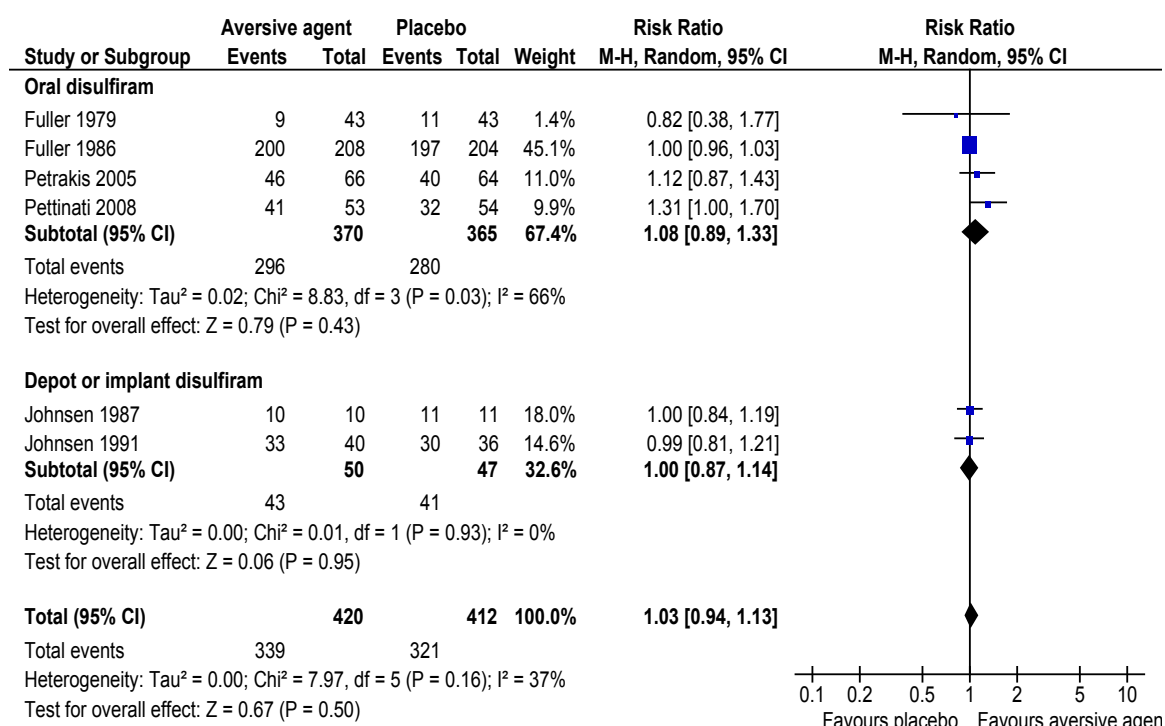 Aversive agent Placebo Risk Ratio Risk Ratio
Study or Subgroup Events Total Events Total Weight M-H, Random, 95% CI M-H, Random, 95% CI
Oral disulfiram
Fuller 1979 9 43 11 43 1.4% 0.82 [0.38, 1.77]
Fuller 1986 200 208 197 204 45.1% 1.00 [0.96, 1.03]
Petrakis 2005 46 66 40 64 11.0% 1.12 [0.87, 1.43]
Pettinati 2008 41 53 32 54 9.9% 1.31 [1.00, 1.70]
Subtotal (95% CI) 370 365 67.4% 1.08 [0.89, 1.33]
Total events 296 280
Heterogeneity: Tau² = 0.02; Chi² = 8.83, df = 3 (P = 0.03); I² = 66%
Test for overall effect: Z = 0.79 (P = 0.43)
Depot or implant disulfiram
Johnsen 1987 10 10 11 11 18.0% 1.00 [0.84, 1.19]
Johnsen 1991 33 40 30 36 14.6% 0.99 [0.81, 1.21]
Subtotal (95% CI) 50 47 32.6% 1.00 [0.87, 1.14]
Total events 43 41
Heterogeneity: Tau² = 0.00; Chi² = 0.01, df = 1 (P = 0.93); I² = 0%
Test for overall effect: Z = 0.06 (P = 0.95)
Total (95% CI) 420 412 100.0% 1.03 [0.94, 1.13]
Total events 339 321
Heterogeneity: Tau² = 0.00; Chi² = 7.97, df = 5 (P = 0.16); I² = 37%
Test for overall effect: Z = 0.67 (P = 0.50)
0.1 0.2 0.5 1 2 5 10
Favours placebo Favours aversive agen